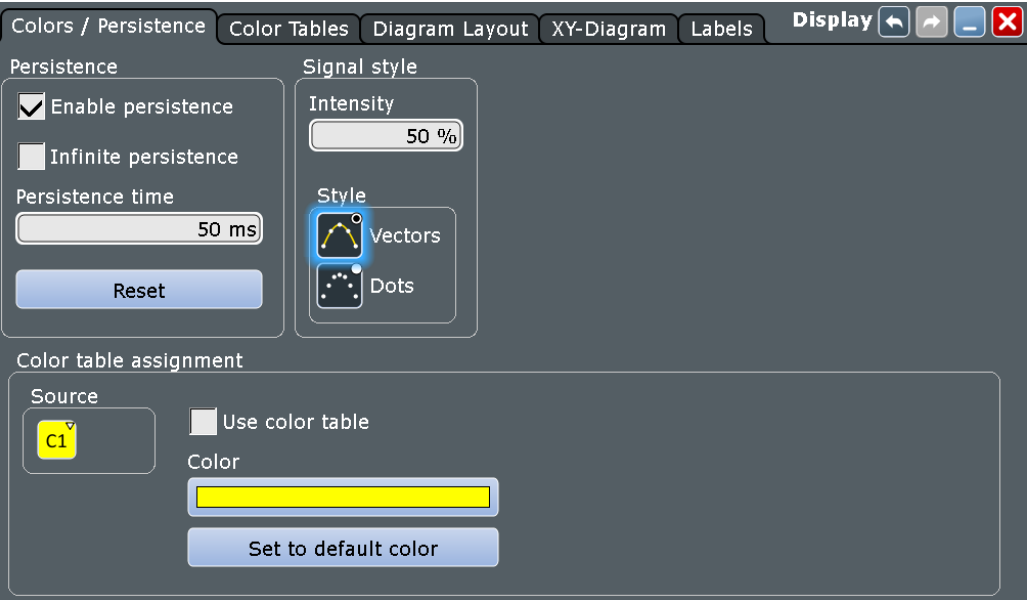 Colors / Persistence Color Tables Diagram Layout XY-Diagram Labels Display
Persistence
Enable persistence
Infinite persistence
Persistence time
50 ms
Reset
Signal style
Intensity
50 %
Style
Vectors
Dots
Color table assignment
Source
C1
Use color table
Color
Set to default color